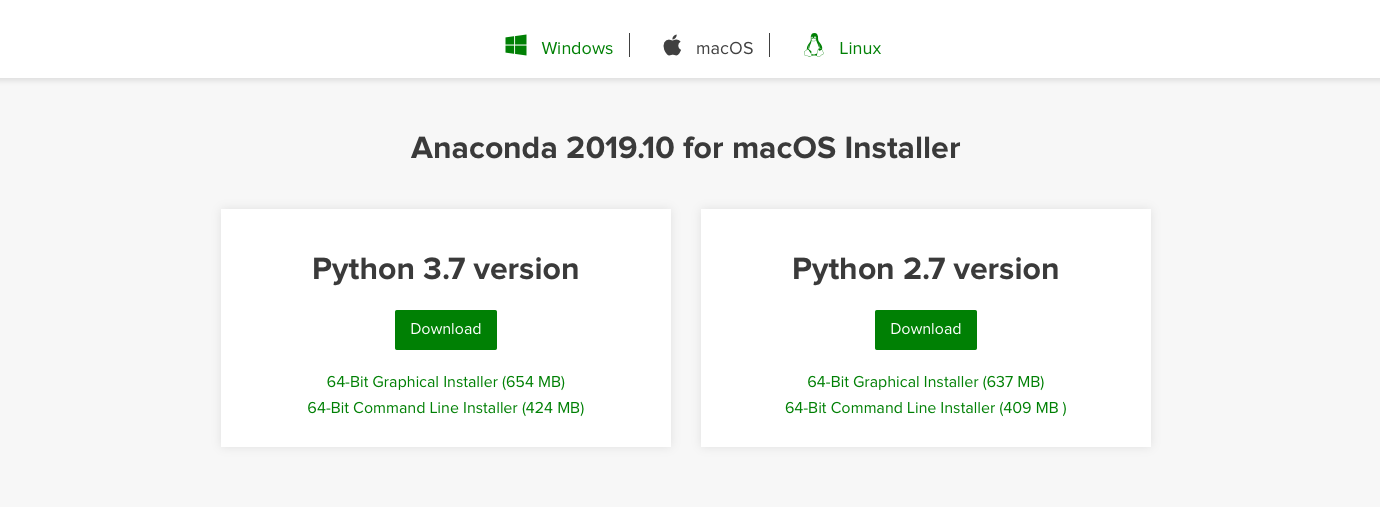 Windows macOS Linux
Anaconda 2019.10 for macOS Installer
Python 3.7 version
Download
64-Bit Graphical Installer (654 MB)
64-Bit Command Line Installer (424 MB)
Python 2.7 version
Download
64-Bit Graphical Installer (637 MB)
64-Bit Command Line Installer (409 MB )